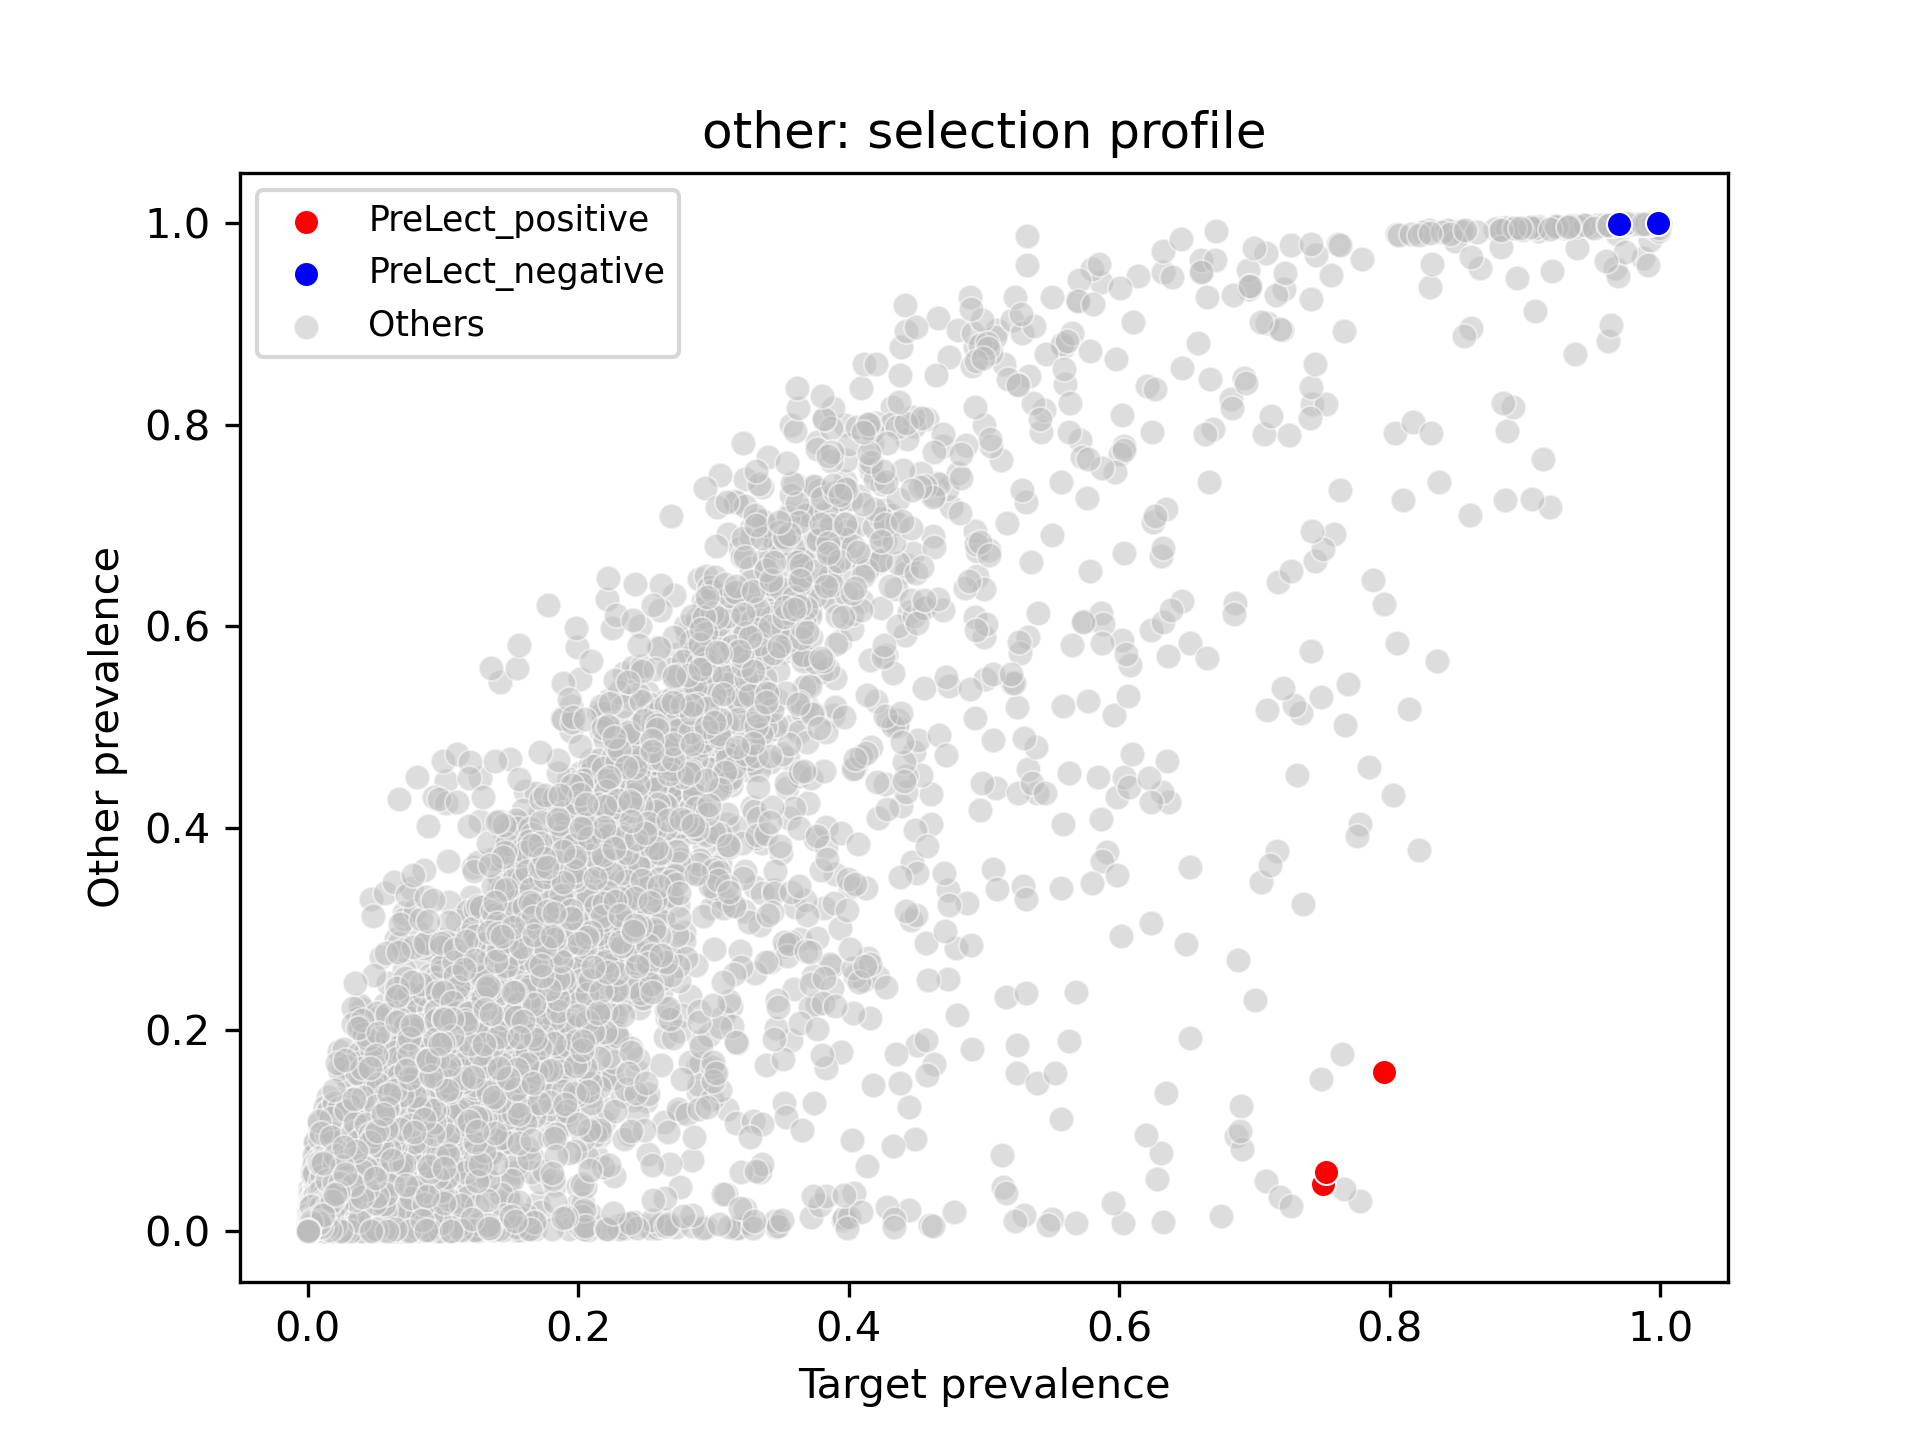 other: selection profile
PreLect_positive
PreLect_negative
Others
1.0
0.8
0.6
0.4
0.2
0.0
Other prevalence
0.0 0.2 0.4 0.6 0.8 1.0
Target prevalence